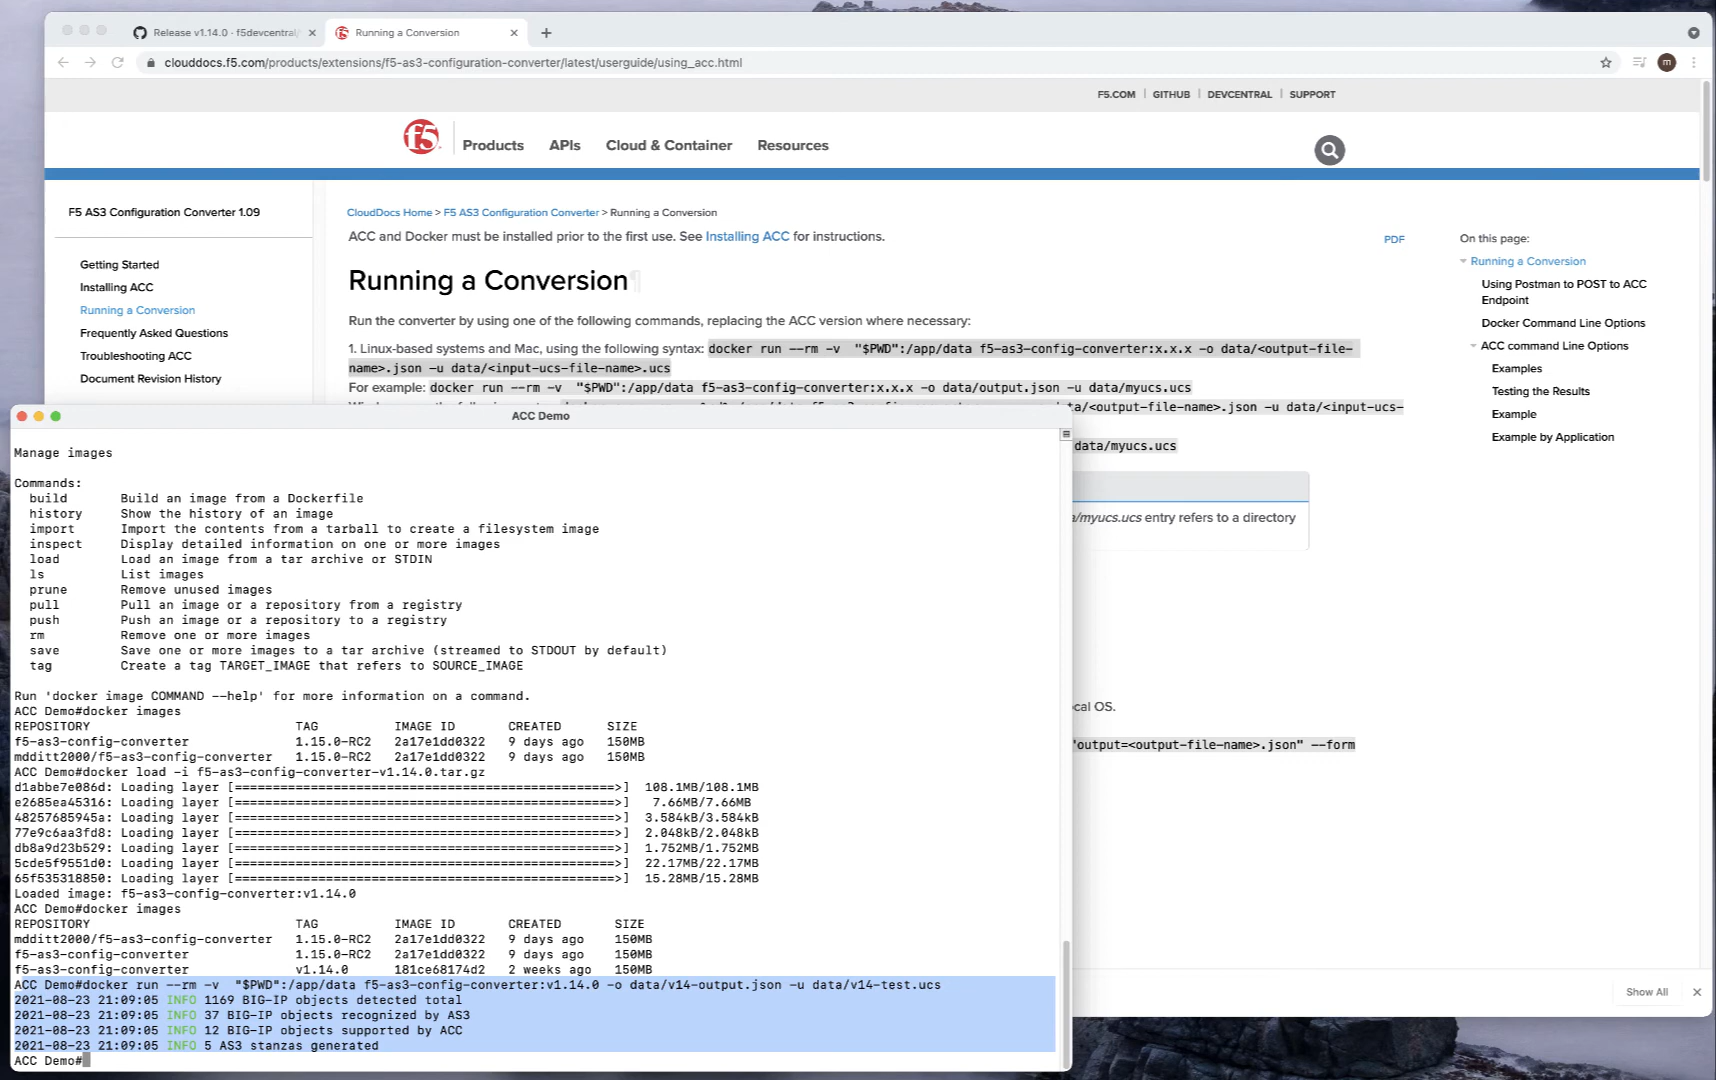 Release v1.14.0 · f5devcentral/
Running a Conversion
clouddocs.f5.com/products/extensions/f5-as3-configuration-converter/latest/userguide/using_acc.html
m
F5.COM | GITHUB | DEVCENTRAL | SUPPORT
f5
Products
APIs
Cloud & Container
Resources
F5 AS3 Configuration Converter 1.09
Getting Started
Installing ACC
Running a Conversion
Frequently Asked Questions
Troubleshooting ACC
Document Revision History
CloudDocs Home > F5 AS3 Configuration Converter > Running a Conversion
ACC and Docker must be installed prior to the first use. See Installing ACC for instructions.
PDF
Running a Conversion¶
Run the converter by using one of the following commands, replacing the ACC version where necessary:
1. Linux-based systems and Mac, using the following syntax: docker run --rm -v "$PWD":/app/data f5-as3-config-converter:x.x.x -o data/<output-file-
name>.json -u data/<input-ucs-file-name>.ucs
For example: docker run --rm -v "$PWD":/app/data f5-as3-config-converter:x.x.x -o data/output.json -u data/myucs.ucs
ta/<output-file-name>.json -u data/<input-ucs-
data/myucs.ucs
a/myucs.ucs entry refers to a directory
cal OS.
"output=<output-file-name>.json" --form
On this page:
Running a Conversion
Using Postman to POST to ACC
Endpoint
Docker Command Line Options
ACC command Line Options
Examples
Testing the Results
Example
Example by Application
Show All
ACC Demo
Manage images
Commands:
build Build an image from a Dockerfile
history Show the history of an image
import Import the contents from a tarball to create a filesystem image
inspect Display detailed information on one or more images
load Load an image from a tar archive or STDIN
ls List images
prune Remove unused images
pull Pull an image or a repository from a registry
push Push an image or a repository to a registry
rm Remove one or more images
save Save one or more images to a tar archive (streamed to STDOUT by default)
tag Create a tag TARGET_IMAGE that refers to SOURCE_IMAGE
Run 'docker image COMMAND --help' for more information on a command.
ACC Demo#docker images
REPOSITORY TAG IMAGE ID CREATED SIZE
f5-as3-config-converter 1.15.0-RC2 2a17e1dd0322 9 days ago 150MB
mdditt2000/f5-as3-config-converter 1.15.0-RC2 2a17e1dd0322 9 days ago 150MB
ACC Demo#docker load -i f5-as3-config-converter-v1.14.0.tar.gz
d1abbe7e086d: Loading layer [==================================================>] 108.1MB/108.1MB
e2685ea45316: Loading layer [==================================================>] 7.66MB/7.66MB
48257685945a: Loading layer [==================================================>] 3.584kB/3.584kB
77e9c6aa3fd8: Loading layer [==================================================>] 2.048kB/2.048kB
db8a9d23b529: Loading layer [==================================================>] 1.752MB/1.752MB
5cde5f9551d0: Loading layer [==================================================>] 22.17MB/22.17MB
65f535318850: Loading layer [==================================================>] 15.28MB/15.28MB
Loaded image: f5-as3-config-converter:v1.14.0
ACC Demo#docker images
REPOSITORY TAG IMAGE ID CREATED SIZE
mdditt2000/f5-as3-config-converter 1.15.0-RC2 2a17e1dd0322 9 days ago 150MB
f5-as3-config-converter 1.15.0-RC2 2a17e1dd0322 9 days ago 150MB
f5-as3-config-converter v1.14.0 181ce68174d2 2 weeks ago 150MB
ACC Demo#docker run --rm -v "$PWD":/app/data f5-as3-config-converter:v1.14.0 -o data/v14-output.json -u data/v14-test.ucs
2021-08-23 21:09:05 INFO 1169 BIG-IP objects detected total
2021-08-23 21:09:05 INFO 37 BIG-IP objects recognized by AS3
2021-08-23 21:09:05 INFO 12 BIG-IP objects supported by ACC
2021-08-23 21:09:05 INFO 5 AS3 stanzas generated
ACC Demo#